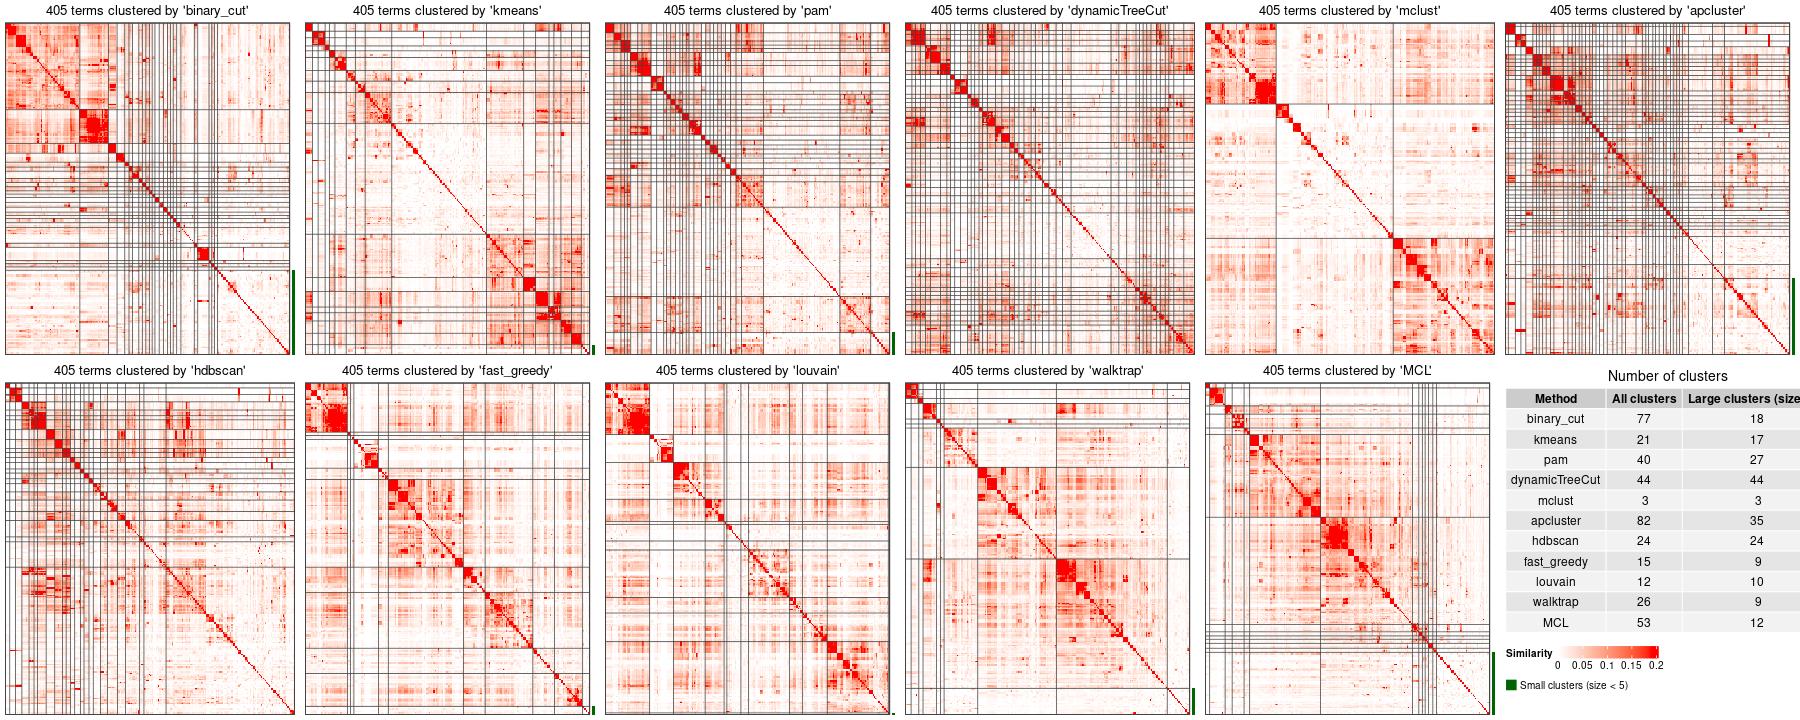 405 terms clustered by 'binary_cut'
405 terms clustered by 'kmeans'
405 terms clustered by 'pam'
405 terms clustered by 'dynamicTreeCut'
405 terms clustered by 'mclust'
405 terms clustered by 'apcluster'
405 terms clustered by 'hdbscan'
405 terms clustered by 'fast_greedy'
405 terms clustered by 'louvain'
405 terms clustered by 'walktrap'
405 terms clustered by 'MCL'
Number of clusters
Method All clusters Large clusters (size
binary_cut 77 18
kmeans 21 17
pam 40 27
dynamicTreeCut 44 44
mclust 3 3
apcluster 82 35
hdbscan 24 24
fast_greedy 15 9
louvain 12 10
walktrap 26 9
MCL 53 12
Similarity
0 0.05 0.1 0.15 0.2
Small clusters (size < 5)